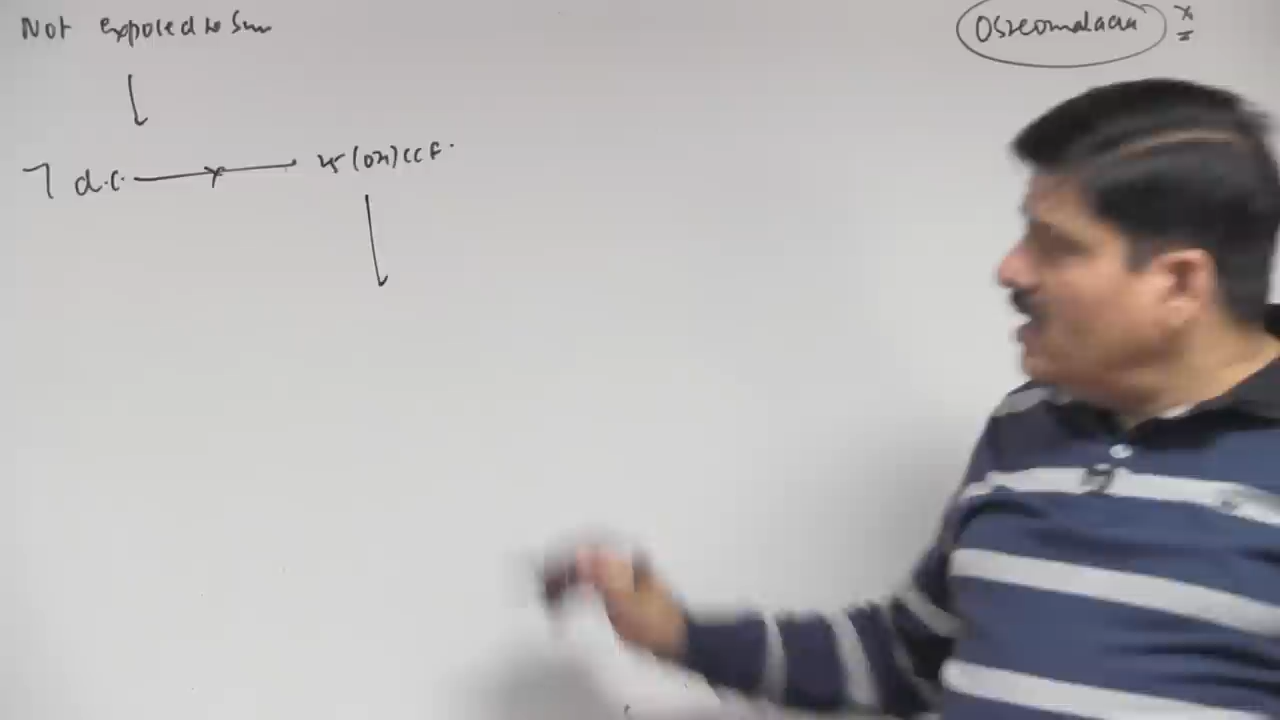 Not exposed to Sun
Osteomalacia x
7 d.c. 25(OH)CCF.